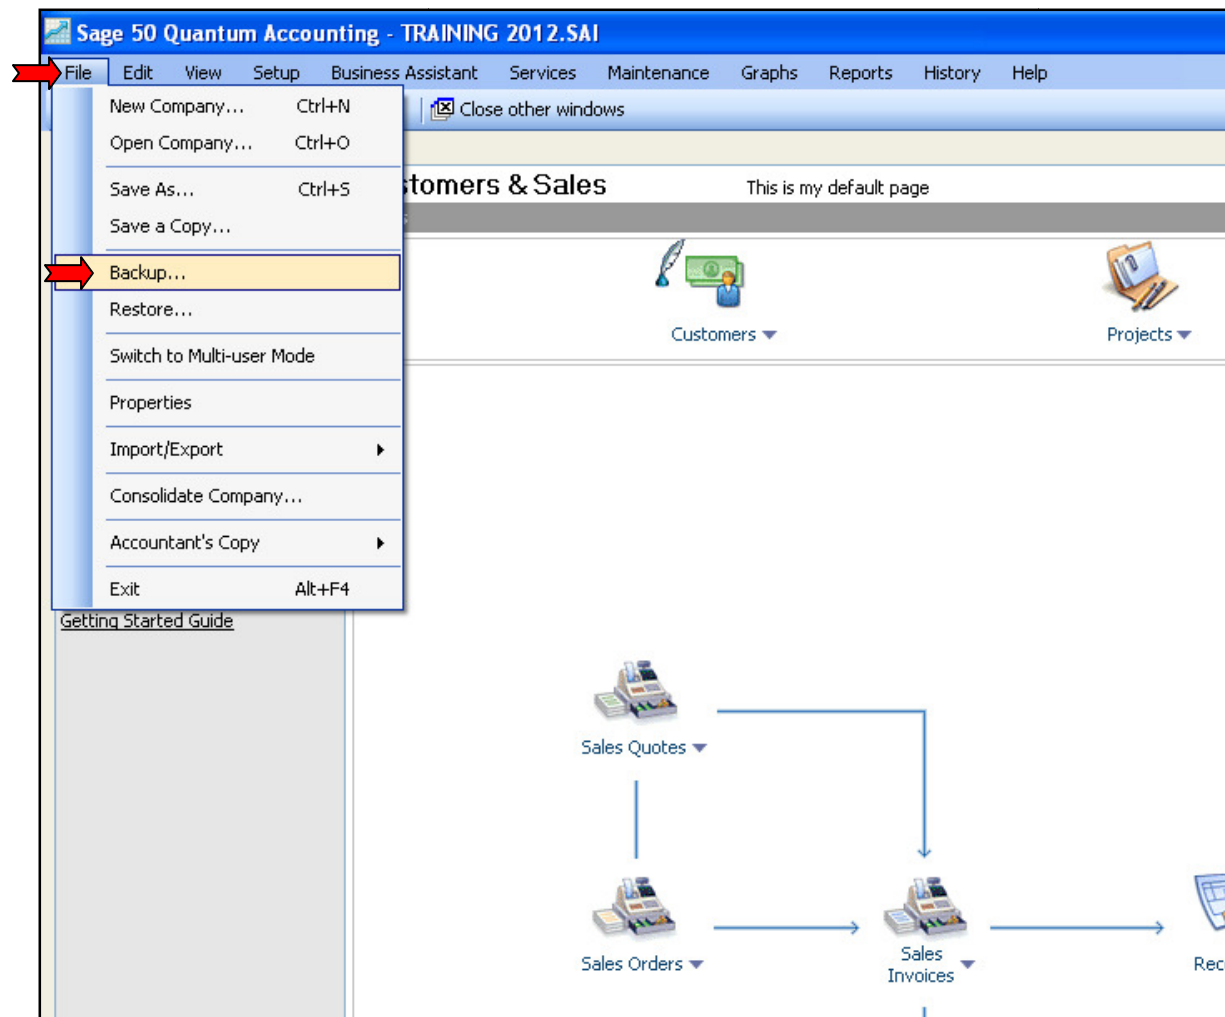 Sage 50 Quantum Accounting - TRAINING 2012.SAI
File Edit View Setup Business Assistant Services Maintenance Graphs Reports History Help
New Company... Ctrl+N
Close other windows
Open Company... Ctrl+O
Save As... Ctrl+S
stomers & Sales
This is my default page
Save a Copy...
Backup...
Restore...
Customers
Projects
Switch to Multi-user Mode
Properties
Import/Export
Consolidate Company...
Accountant's Copy
Exit Alt+F4
Getting Started Guide
Sales Quotes
Sales Orders
Sales
Invoices
Rec